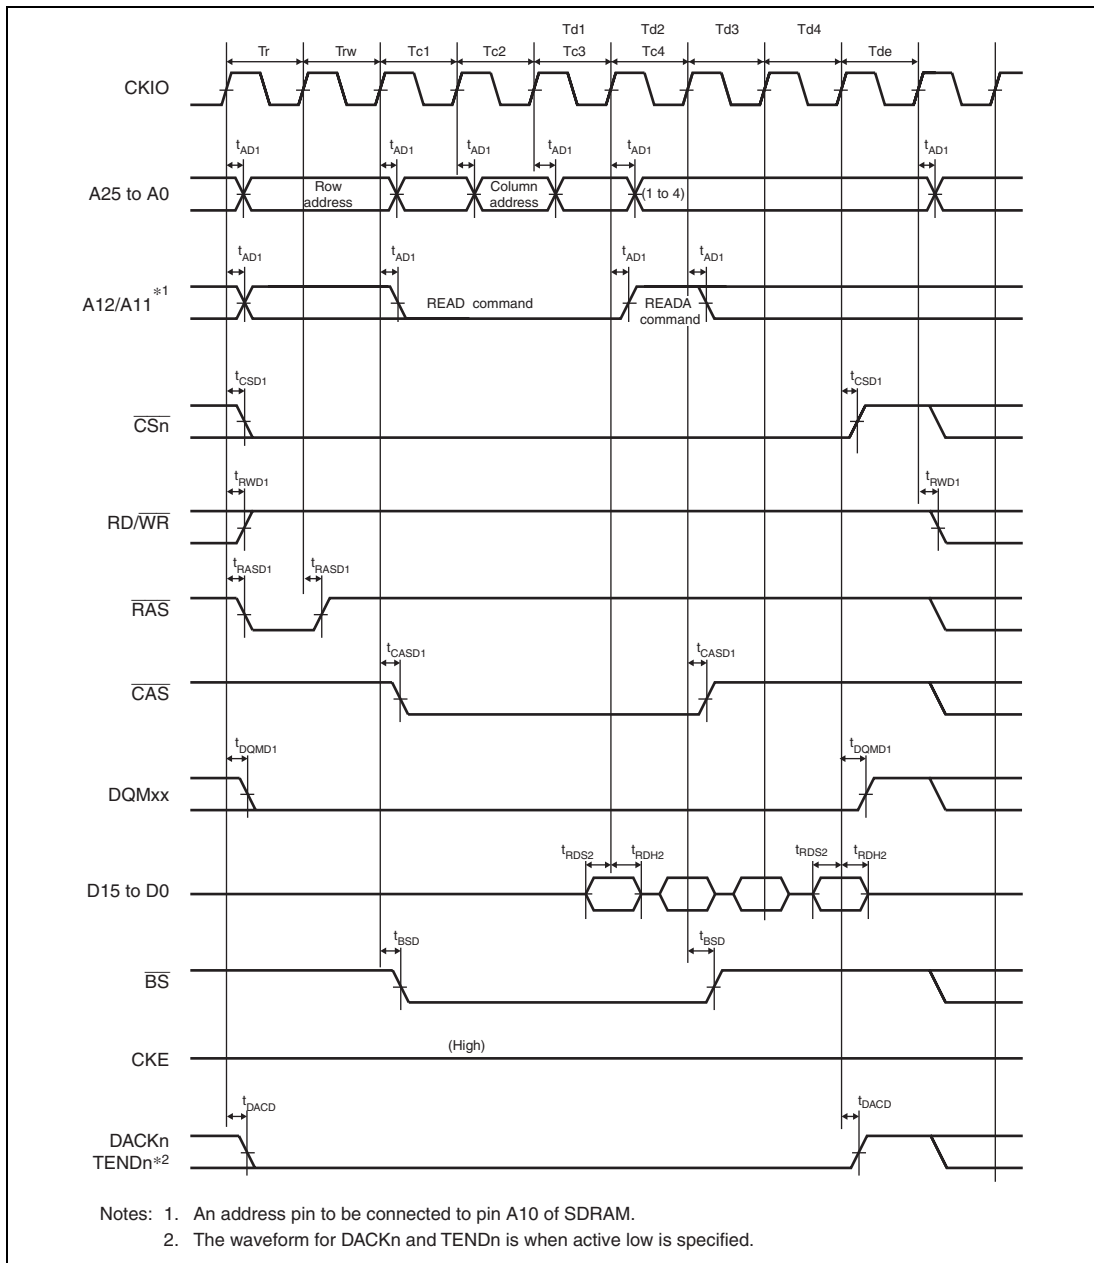 Td1 Td2 Td3 Td4
Tr Trw Tc1 Tc2 Tc3 Tc4 Tde
CKIO
tAD1 tAD1 tAD1 tAD1 tAD1 tAD1
A25 to A0
Row address
Column address
(1 to 4)
tAD1 tAD1 tAD1 tAD1
A12/A11*1
READ command
READA command
tCSD1 tCSD1
CSn
tRWD1 tRWD1
RD/WR
tRASD1 tRASD1
RAS
tCASD1 tCASD1
CAS
tDQMD1 tDQMD1
DQMxx
tRDS2 tRDH2 tRDS2 tRDH2
D15 to D0
tBSD tBSD
BS
(High)
CKE
tDACD tDACD
DACKn
TENDn*2
Notes: 1. An address pin to be connected to pin A10 of SDRAM.
2. The waveform for DACKn and TENDn is when active low is specified.